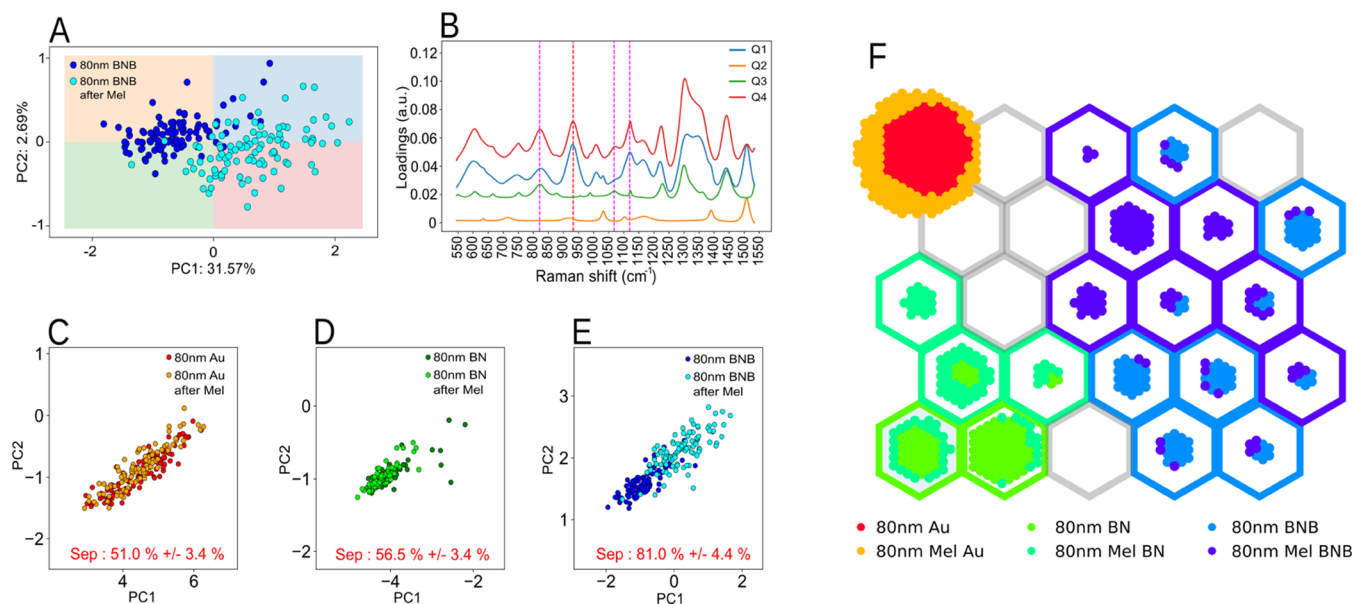 A
80nm BNB
80nm BNB
after Mel
1
0
-1
PC2: 2.69%
-2
0
2
PC1: 31.57%
B
Q1
Q2
Q3
Q4
0.12
0.10
0.08
0.06
0.04
0.02
0
Loadings (a.u.)
550
600
650
700
750
800
850
900
950
1000
1050
1100
1150
1200
1250
1300
1350
1400
1450
1500
1550
Raman shift (cm⁻¹)
C
80nm Au
80nm Au
after Mel
1
0
−1
−2
PC2
Sep : 51.0 % +/- 3.4 %
4
6
PC1
D
80nm BN
80nm BN
after Mel
0
−1
−2
PC2
Sep : 56.5 % +/- 3.4 %
−4
−2
PC1
E
80nm BNB
80nm BNB
after Mel
3
2
1
PC2
Sep : 81.0 % +/- 4.4 %
−2
0
2
PC1
F
80nm Au
80nm BN
80nm BNB
80nm Mel Au
80nm Mel BN
80nm Mel BNB